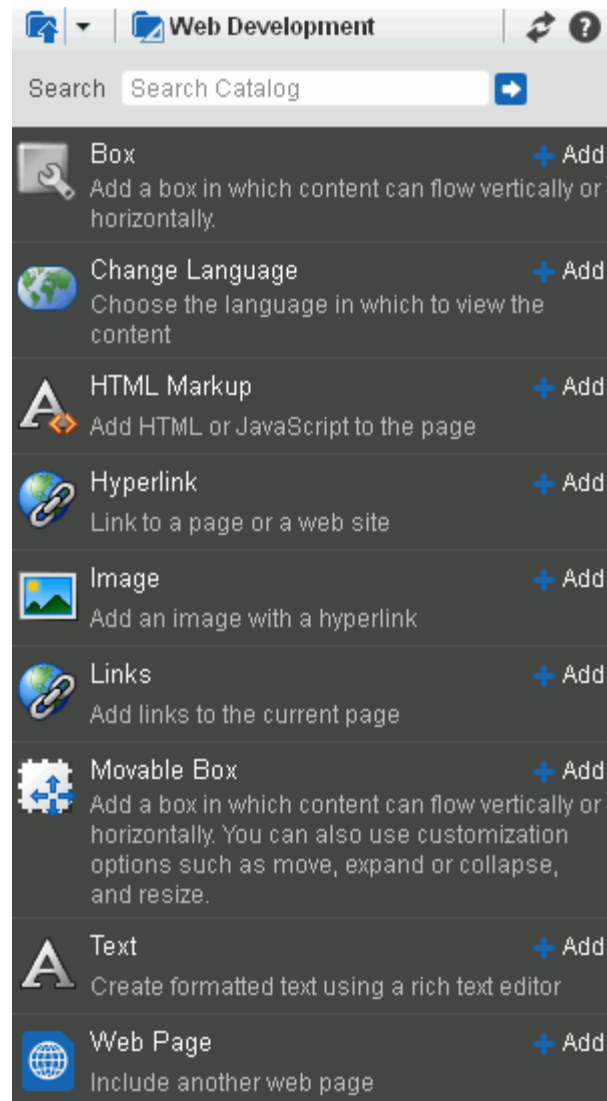 Web Development
Search Search Catalog
Box Add
Add a box in which content can flow vertically or
horizontally.
Change Language Add
Choose the language in which to view the
content
HTML Markup Add
Add HTML or JavaScript to the page
Hyperlink Add
Link to a page or a web site
Image Add
Add an image with a hyperlink
Links Add
Add links to the current page
Movable Box Add
Add a box in which content can flow vertically or
horizontally. You can also use customization
options such as move, expand or collapse,
and resize.
Text Add
Create formatted text using a rich text editor
Web Page Add
Include another web page